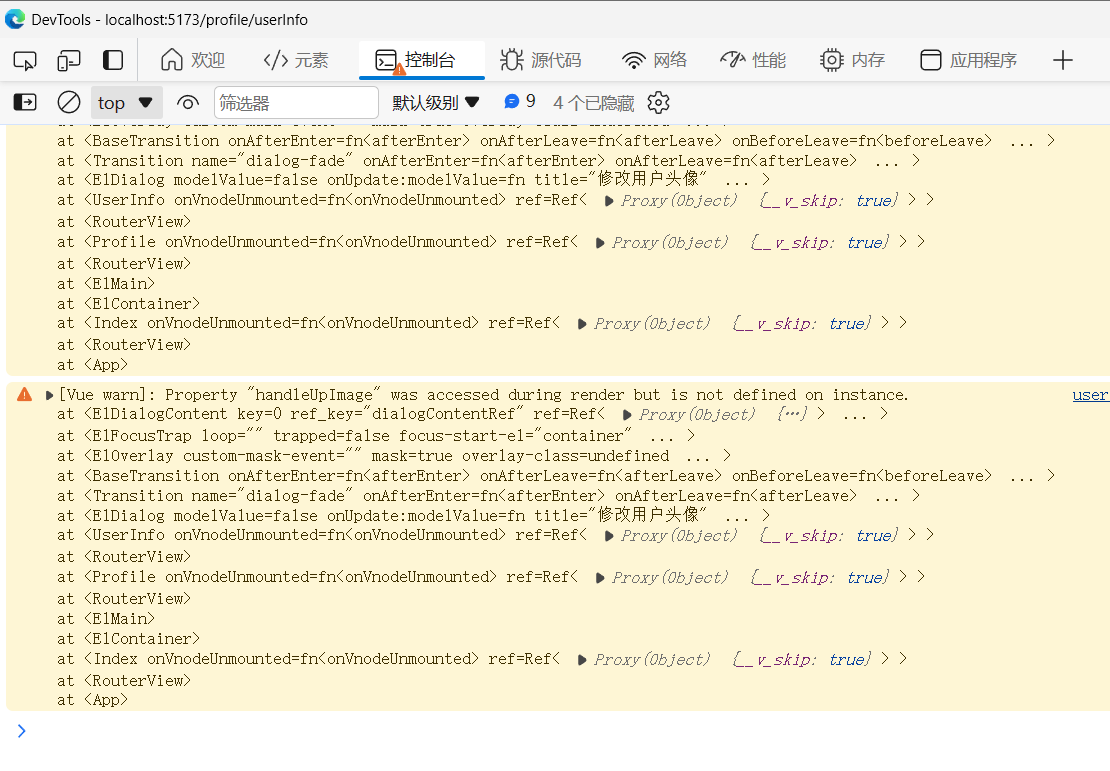 DevTools - localhost:5173/profile/userInfo
欢迎 </> 元素 控制台 源代码 网络 性能 内存 应用程序
top 筛选器 默认级别 9 4 个已隐藏
at <BaseTransition onAfterEnter=fn<afterEnter> onAfterLeave=fn<afterLeave> onBeforeLeave=fn<beforeLeave> ... >
at <Transition name="dialog-fade" onAfterEnter=fn<afterEnter> onAfterLeave=fn<afterLeave> ... >
at <ElDialog modelValue=false onUpdate:modelValue=fn title="修改用户头像" ... >
at <UserInfo onVnodeUnmounted=fn<onVnodeUnmounted> ref=Ref< ▶ Proxy(Object) {__v_skip: true} > >
at <RouterView>
at <Profile onVnodeUnmounted=fn<onVnodeUnmounted> ref=Ref< ▶ Proxy(Object) {__v_skip: true} > >
at <RouterView>
at <ElMain>
at <ElContainer>
at <Index onVnodeUnmounted=fn<onVnodeUnmounted> ref=Ref< ▶ Proxy(Object) {__v_skip: true} > >
at <RouterView>
at <App>
▶ [Vue warn]: Property "handleUpImage" was accessed during render but is not defined on instance. user
at <ElDialogContent key=0 ref_key="dialogContentRef" ref=Ref< ▶ Proxy(Object) {…} > ... >
at <ElFocusTrap loop="" trapped=false focus-start-el="container" ... >
at <ElOverlay custom-mask-event="" mask=true overlay-class=undefined ... >
at <BaseTransition onAfterEnter=fn<afterEnter> onAfterLeave=fn<afterLeave> onBeforeLeave=fn<beforeLeave> ... >
at <Transition name="dialog-fade" onAfterEnter=fn<afterEnter> onAfterLeave=fn<afterLeave> ... >
at <ElDialog modelValue=false onUpdate:modelValue=fn title="修改用户头像" ... >
at <UserInfo onVnodeUnmounted=fn<onVnodeUnmounted> ref=Ref< ▶ Proxy(Object) {__v_skip: true} > >
at <RouterView>
at <Profile onVnodeUnmounted=fn<onVnodeUnmounted> ref=Ref< ▶ Proxy(Object) {__v_skip: true} > >
at <RouterView>
at <ElMain>
at <ElContainer>
at <Index onVnodeUnmounted=fn<onVnodeUnmounted> ref=Ref< ▶ Proxy(Object) {__v_skip: true} > >
at <RouterView>
at <App>